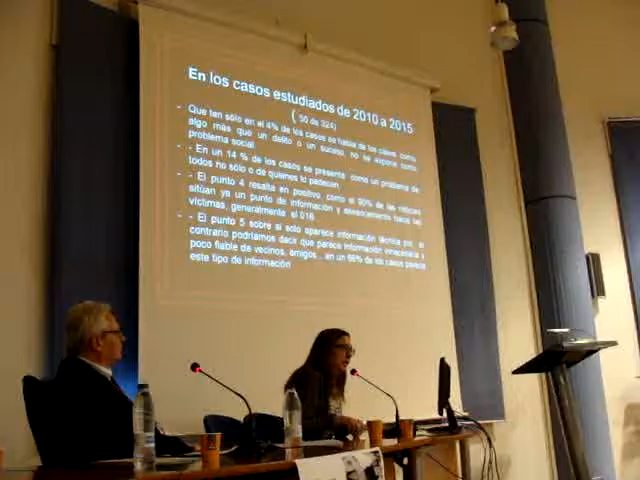 En los casos estudiados de 2010 a 2015
( 50 de 324)
- Que tan sólo en el 4% de los casos se habla de los casos como
algo más que un delito o un suceso, no se expone como
problema social.
- - En un 14 % de los casos se presenta como un problema de
todos no sólo o de quienes lo padecen.
- - El punto 4 resalta en positivo, como el 90% de las noticias
sitúan ya un punto de información y asesoramiento hacia las
víctimas, generalmente el 016.
- - El punto 5 sobre si solo aparece información técnica por el
contrario podríamos decir que parece información innecesaria y
poco fiable de vecinos, amigos... en un 66% de los casos parece
este tipo de información